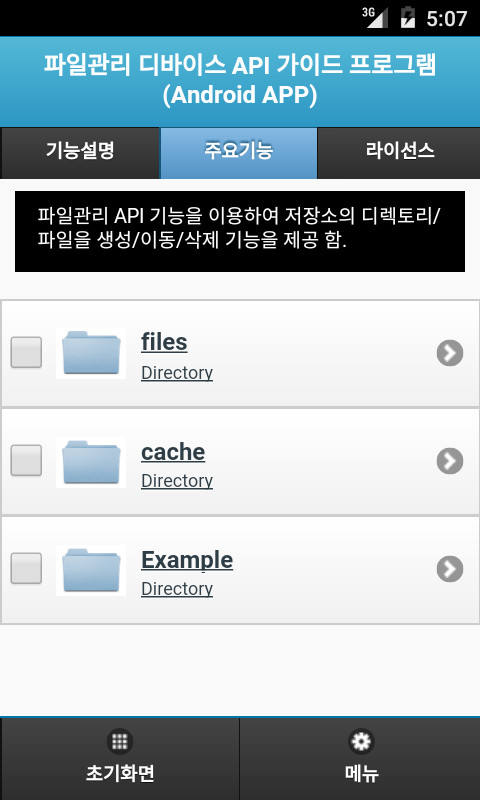 3G 5:07
파일관리 디바이스 API 가이드 프로그램
(Android APP)
기능설명 주요기능 라이선스
파일관리 API 기능을 이용하여 저장소의 디렉토리/
파일을 생성/이동/삭제 기능을 제공 함.
files
Directory
cache
Directory
Example
Directory
초기화면 메뉴